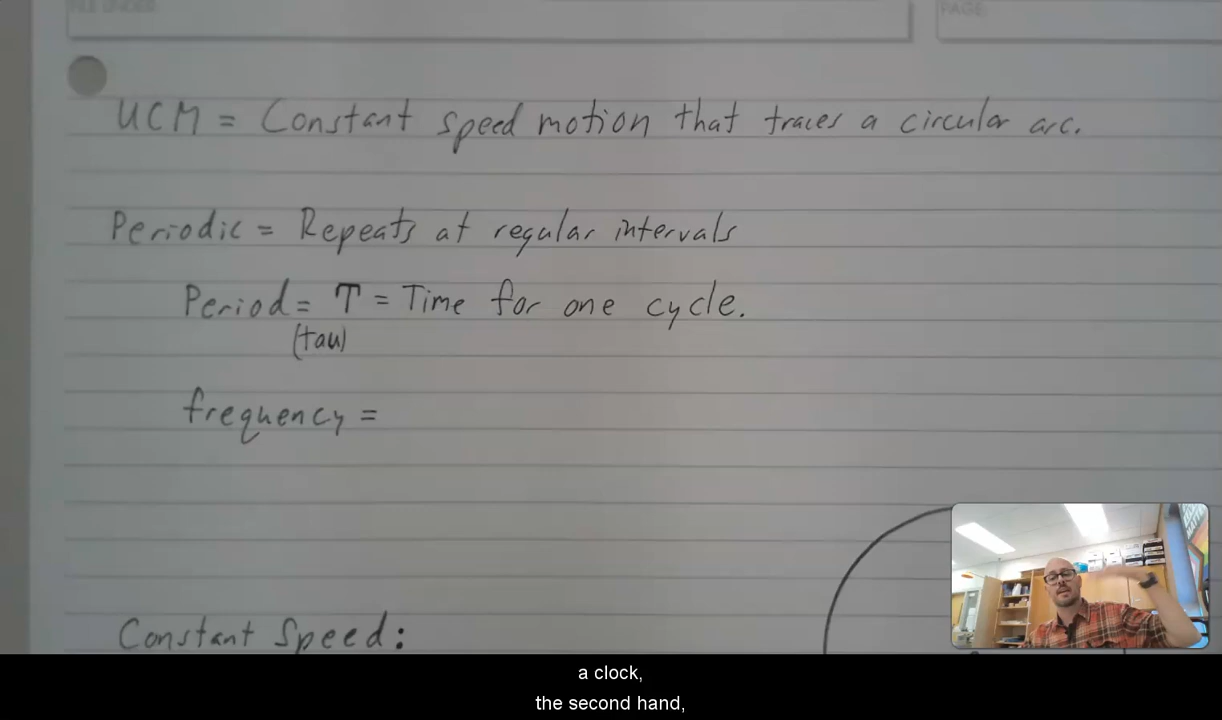 PAGE:
UCM = Constant speed motion that traces a circular arc.
Periodic = Repeats at regular intervals
Period = T = Time for one cycle.
(tau)
frequency =
Constant Speed:
a clock,
the second hand,